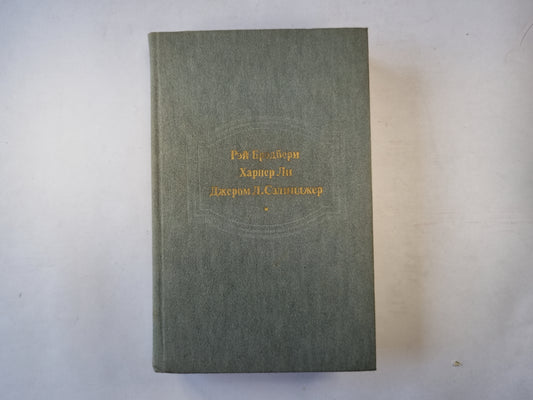 Рэй Брэдбери
Харпер Ли
Джером Д. Сэлинджер